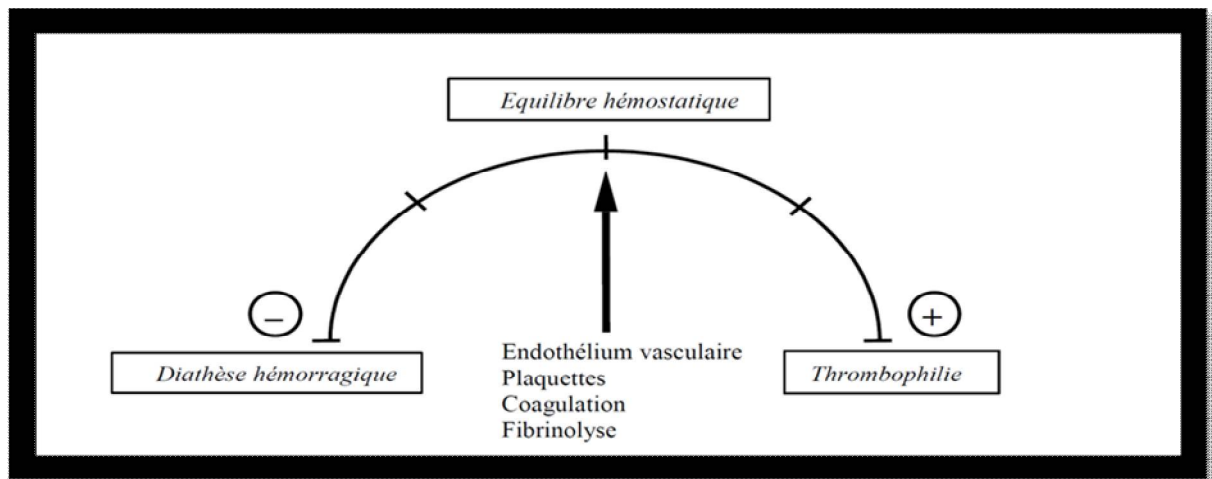 Equilibre hémostatique
−
+
Diathèse hémorragique
Endothélium vasculaire
Plaquettes
Coagulation
Fibrinolyse
Thrombophilie